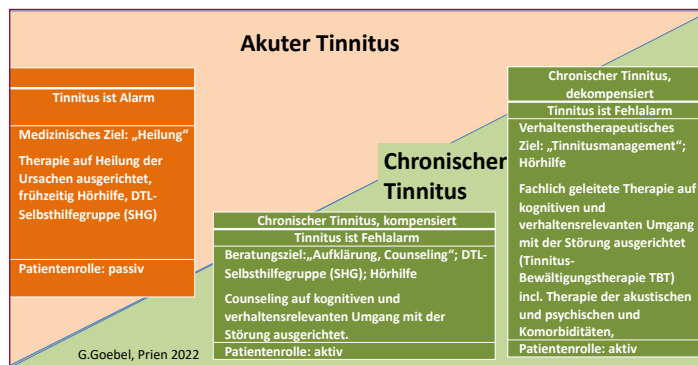 Akuter Tinnitus
Tinnitus ist Alarm
Medizinisches Ziel: „Heilung“
Therapie auf Heilung der
Ursachen ausgerichtet,
frühzeitig Hörhilfe, DTL-
Selbsthilfegruppe (SHG)
Patientenrolle: passiv
Chronischer
Tinnitus
Chronischer Tinnitus, kompensiert
Tinnitus ist Fehlalarm
Beratungsziel:„Aufklärung, Counseling“; DTL-
Selbsthilfegruppe (SHG); Hörhilfe
Counseling auf kognitiven und
verhaltensrelevanten Umgang mit der
Störung ausgerichtet.
Patientenrolle: aktiv
Chronischer Tinnitus,
dekompensiert
Tinnitus ist Fehlalarm
Verhaltenstherapeutisches
Ziel: „Tinnitusmanagement“;
Hörhilfe
Fachlich geleitete Therapie auf
kognitiven und
verhaltensrelevanten Umgang
mit der Störung ausgerichtet
(Tinnitus-
Bewältigungstherapie TBT)
incl. Therapie der akustischen
und psychischen und
Komorbiditäten,
Patientenrolle: aktiv
G.Goebel, Prien 2022